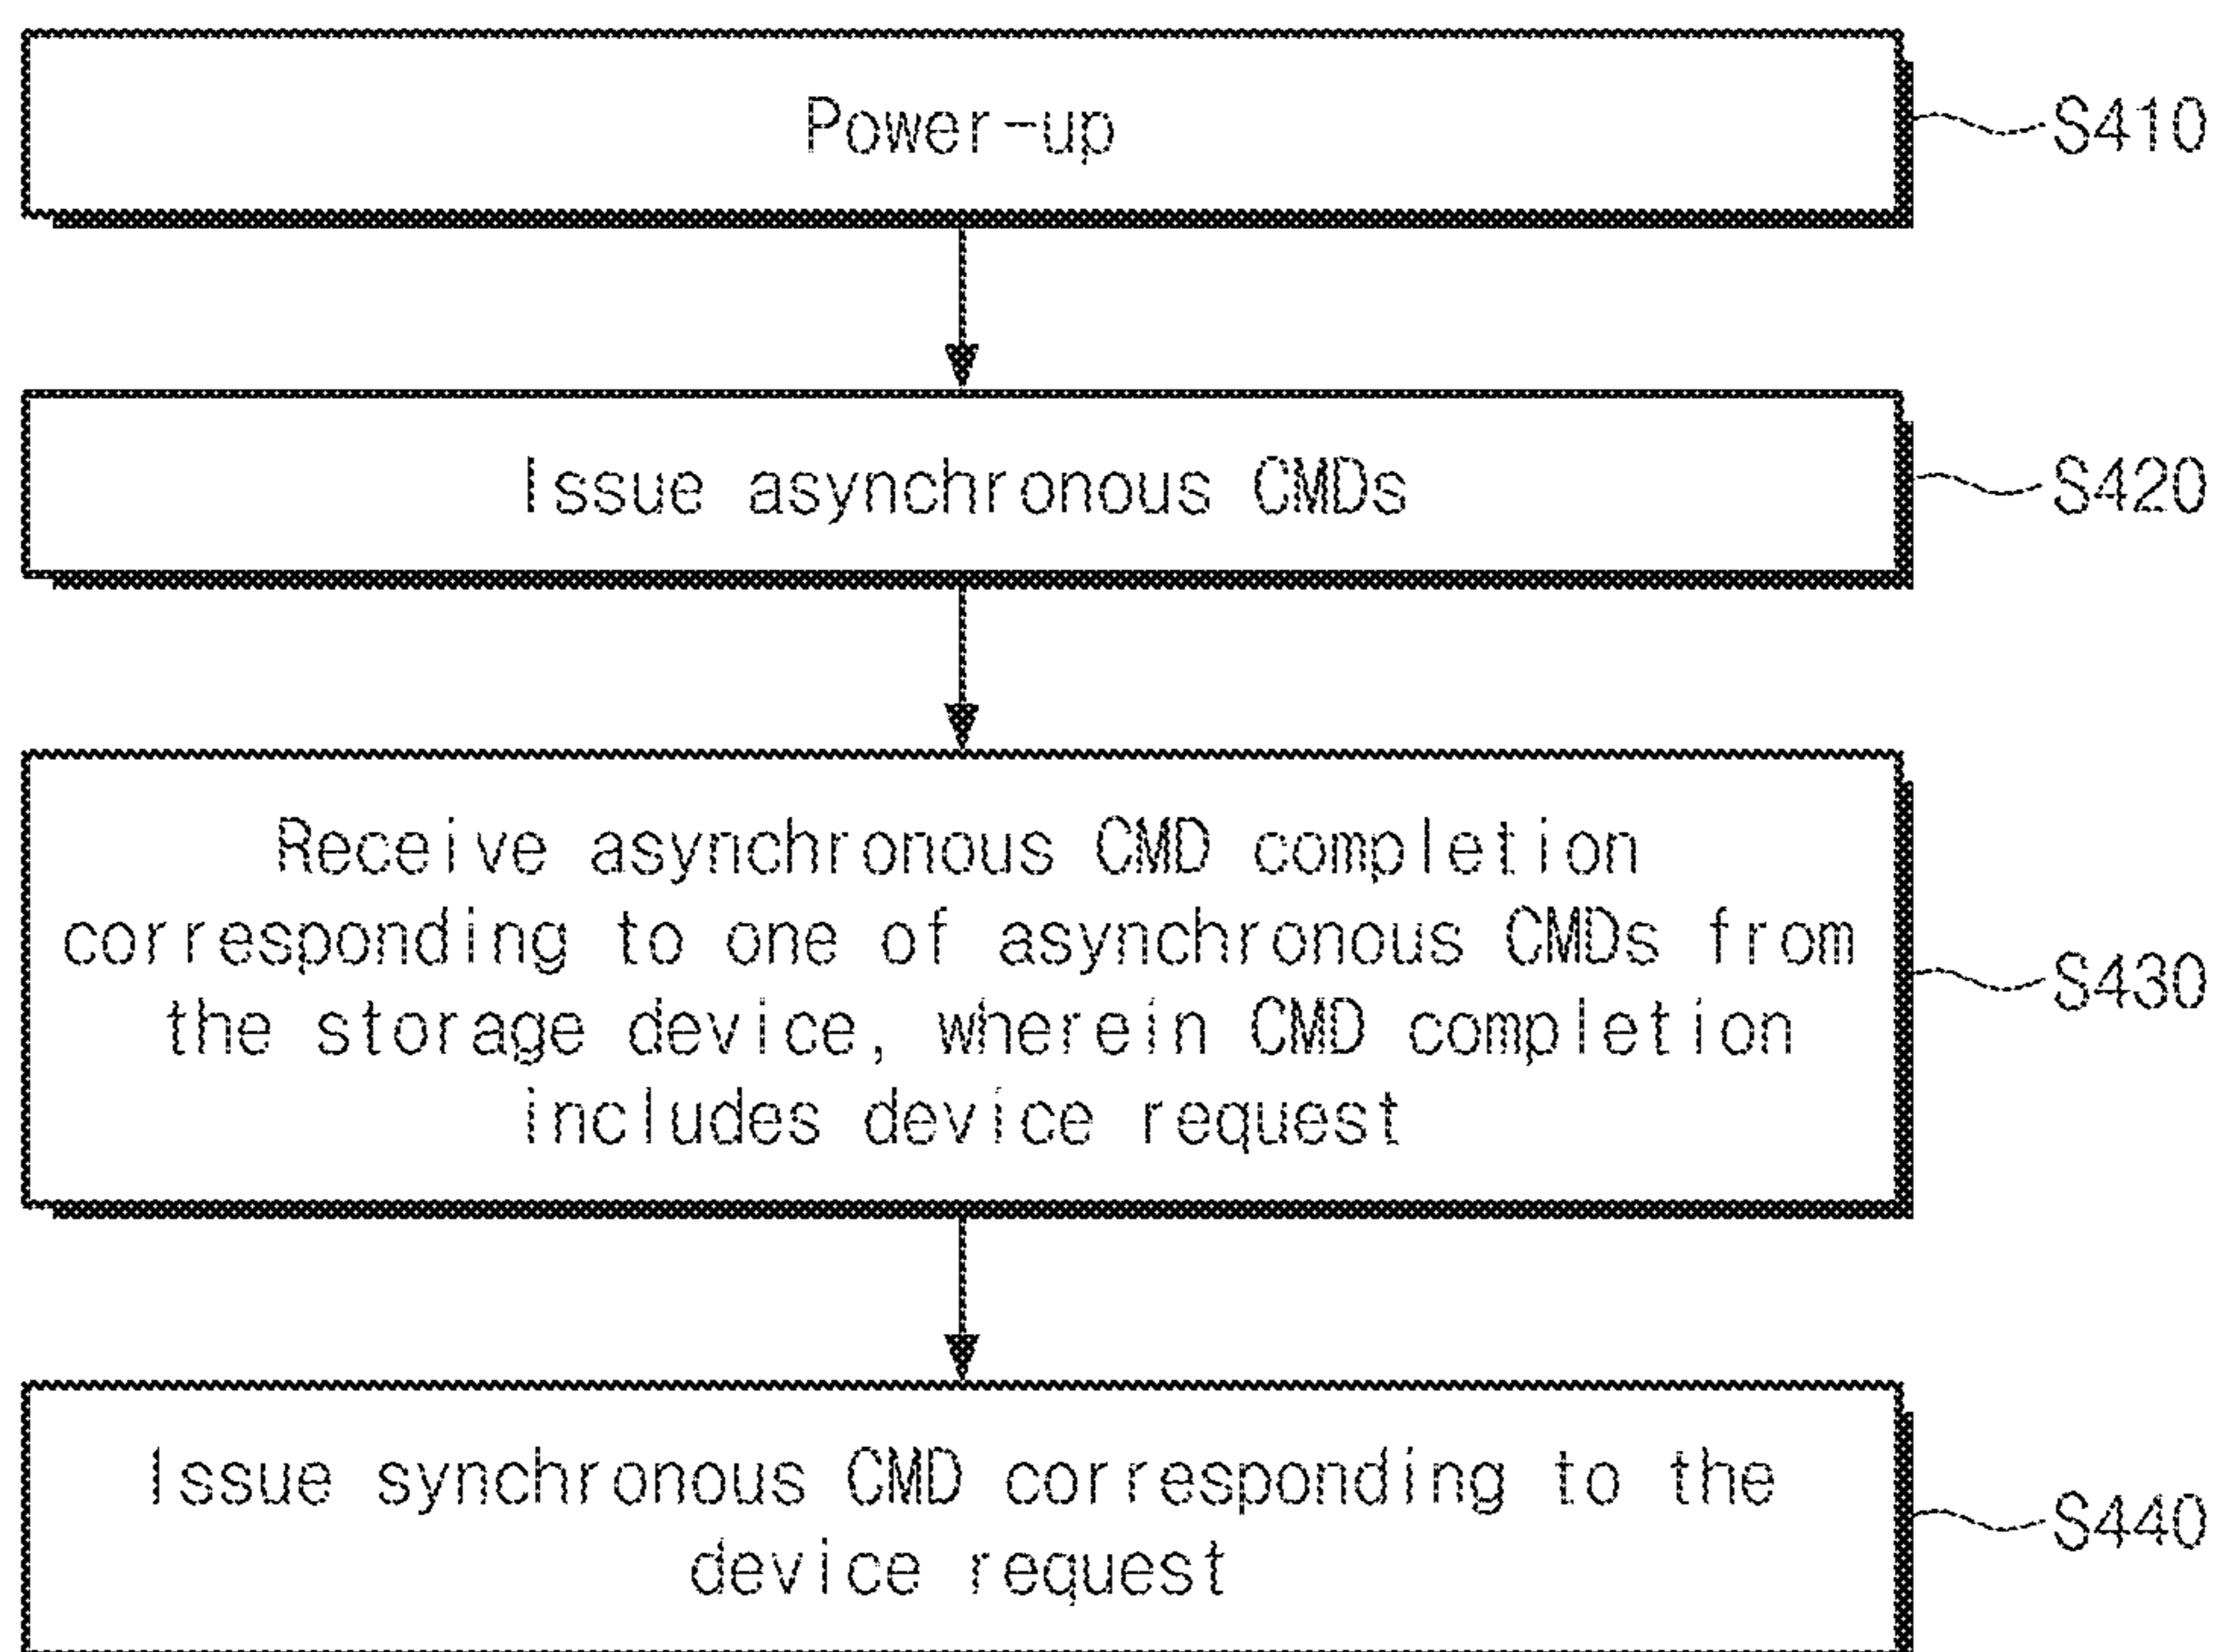 Power-up
S410
Issue asynchronous CMDs
S420
Receive asynchronous CMD completion
corresponding to one of asynchronous CMDs from
the storage device, wherein CMD completion
includes device request
S430
Issue synchronous CMD corresponding to the
device request
S440